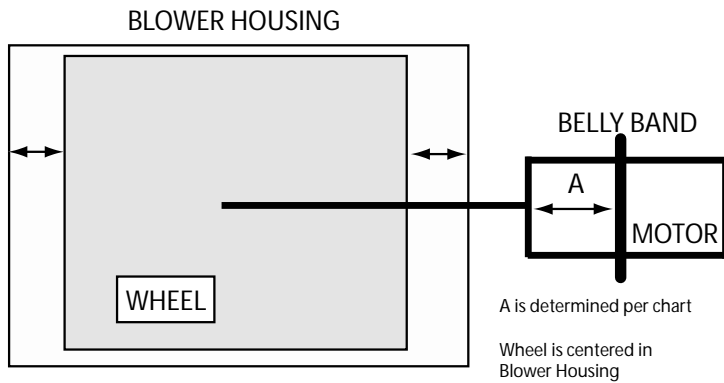 BLOWER HOUSING
BELLY BAND
A
MOTOR
WHEEL
A is determined per chart
Wheel is centered in
Blower Housing